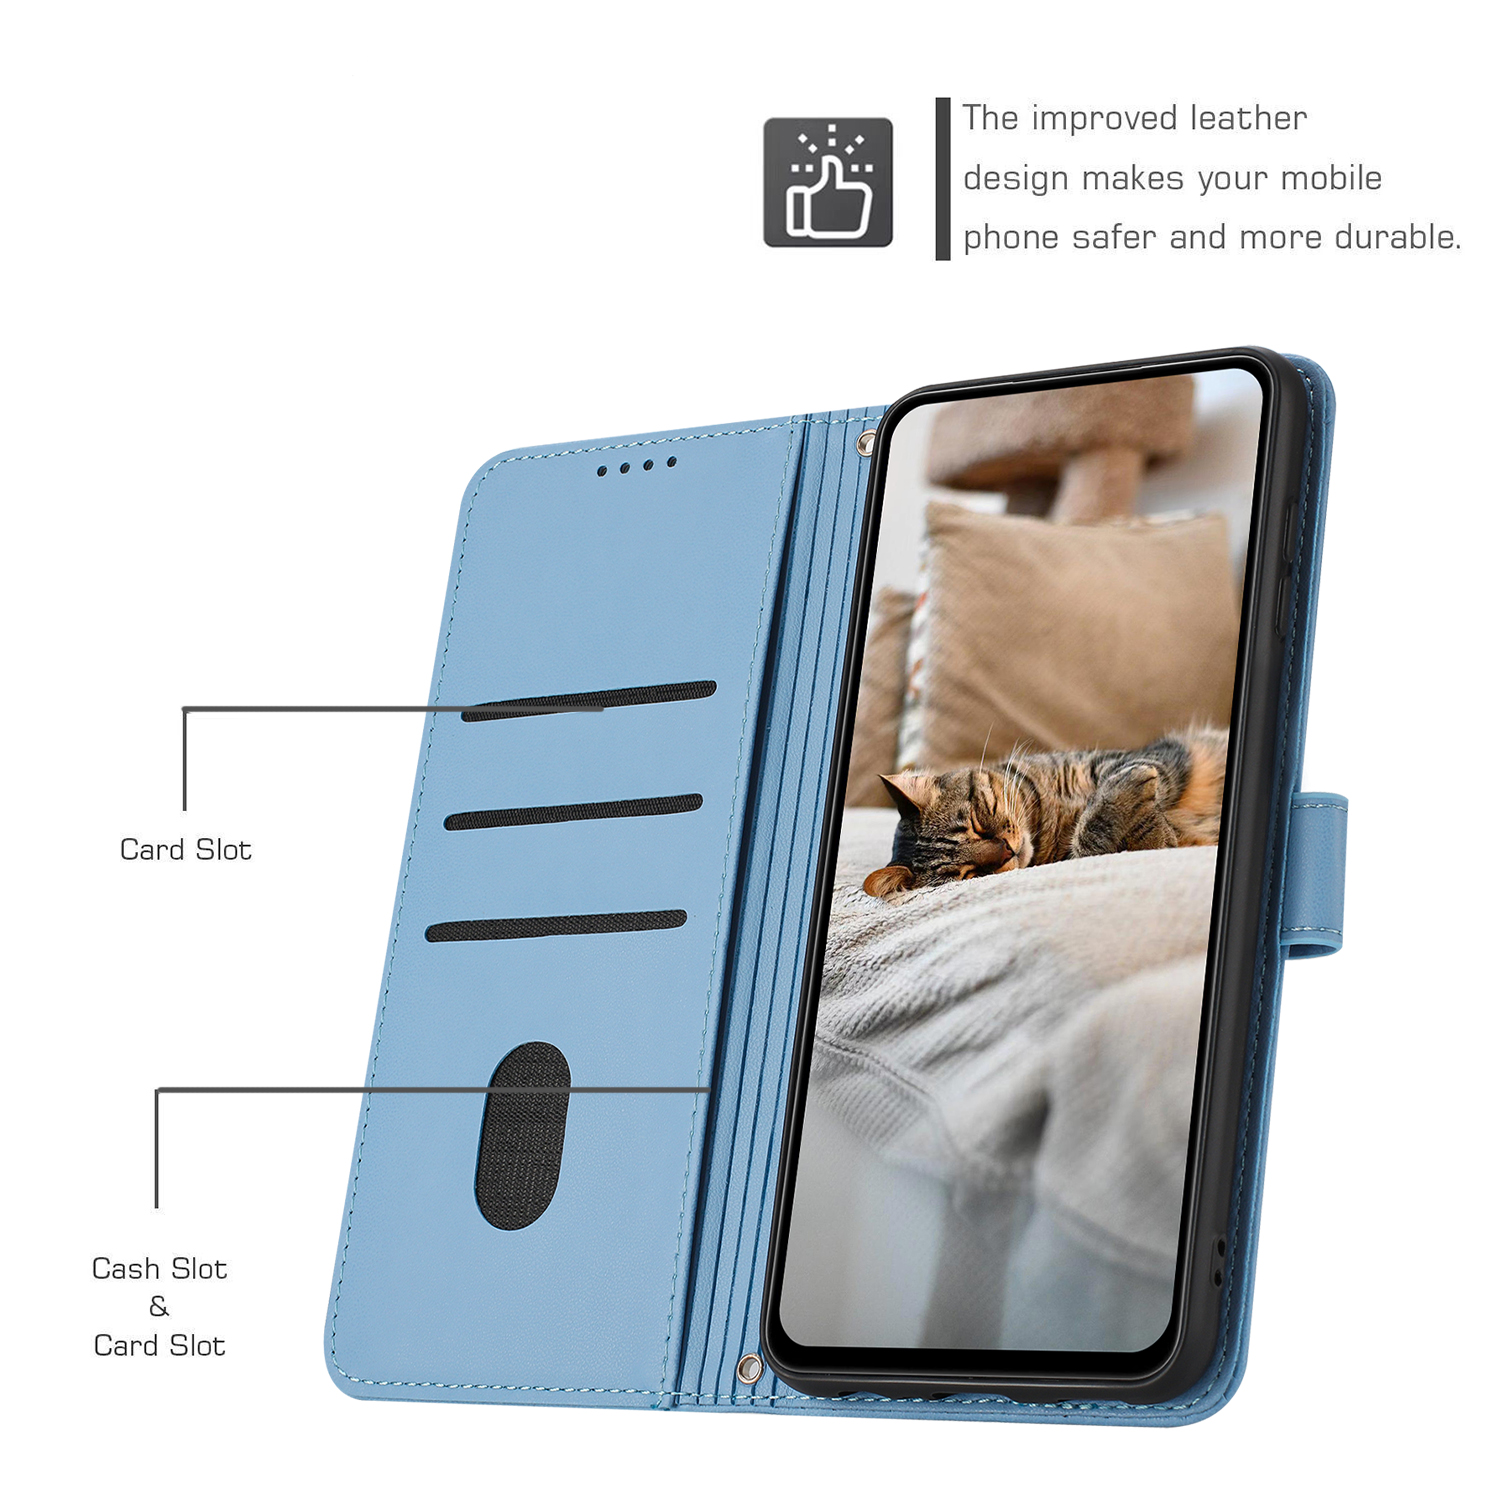 The improved leather
design makes your mobile
phone safer and more durable.
Card Slot
Cash Slot
&
Card Slot